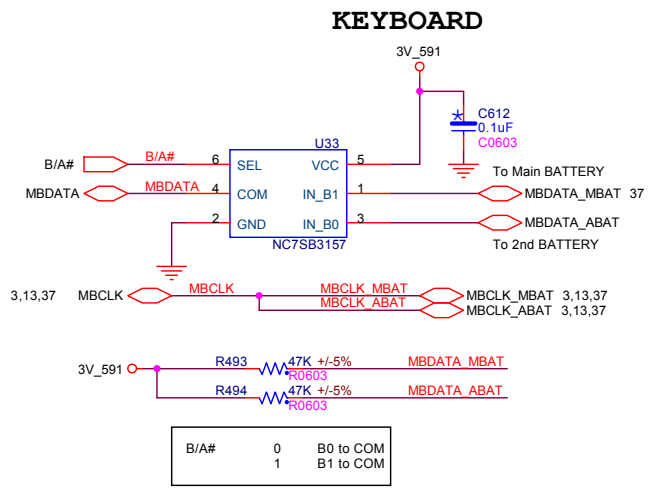 KEYBOARD
3V_591
C612
0.1uF
C0603
U33
B/A# B/A# 6 SEL VCC 5
To Main BATTERY
MBDATA MBDATA 4 COM IN_B1 1 MBDATA_MBAT 37
2 GND IN_B0 3 MBDATA_ABAT
NC7SB3157
To 2nd BATTERY
3,13,37 MBCLK MBCLK MBCLK_MBAT MBCLK_MBAT 3,13,37
MBCLK_ABAT MBCLK_ABAT 3,13,37
3V_591 R493 47K +/-5% MBDATA_MBAT
R0603
R494 47K +/-5% MBDATA_ABAT
R0603
B/A# 0 B0 to COM
1 B1 to COM